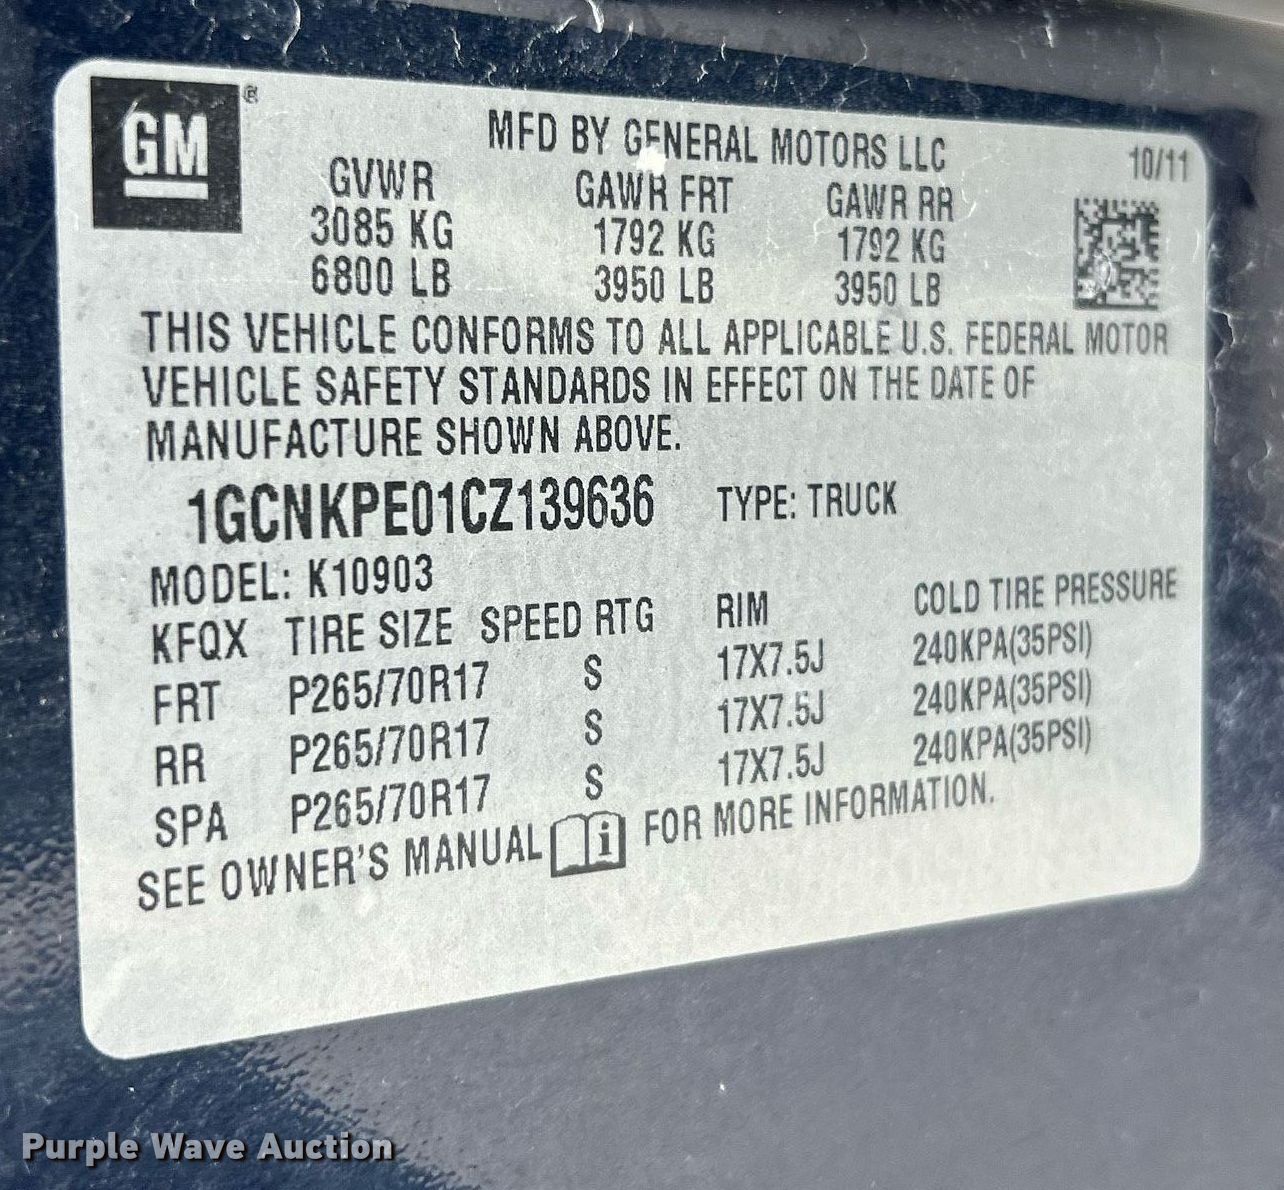 GM®
MFD BY GENERAL MOTORS LLC
10/11
GVWR GAWR FRT GAWR RR
3085 KG 1792 KG 1792 KG
6800 LB 3950 LB 3950 LB
THIS VEHICLE CONFORMS TO ALL APPLICABLE U.S. FEDERAL MOTOR
VEHICLE SAFETY STANDARDS IN EFFECT ON THE DATE OF
MANUFACTURE SHOWN ABOVE.
1GCNKPE01CZ139636 TYPE: TRUCK
MODEL: K10903
KFQX TIRE SIZE SPEED RTG RIM COLD TIRE PRESSURE
FRT P265/70R17 S 17X7.5J 240KPA(35PSI)
RR P265/70R17 S 17X7.5J 240KPA(35PSI)
SPA P265/70R17 S 17X7.5J 240KPA(35PSI)
SEE OWNER'S MANUAL i FOR MORE INFORMATION.
Purple Wave Auction